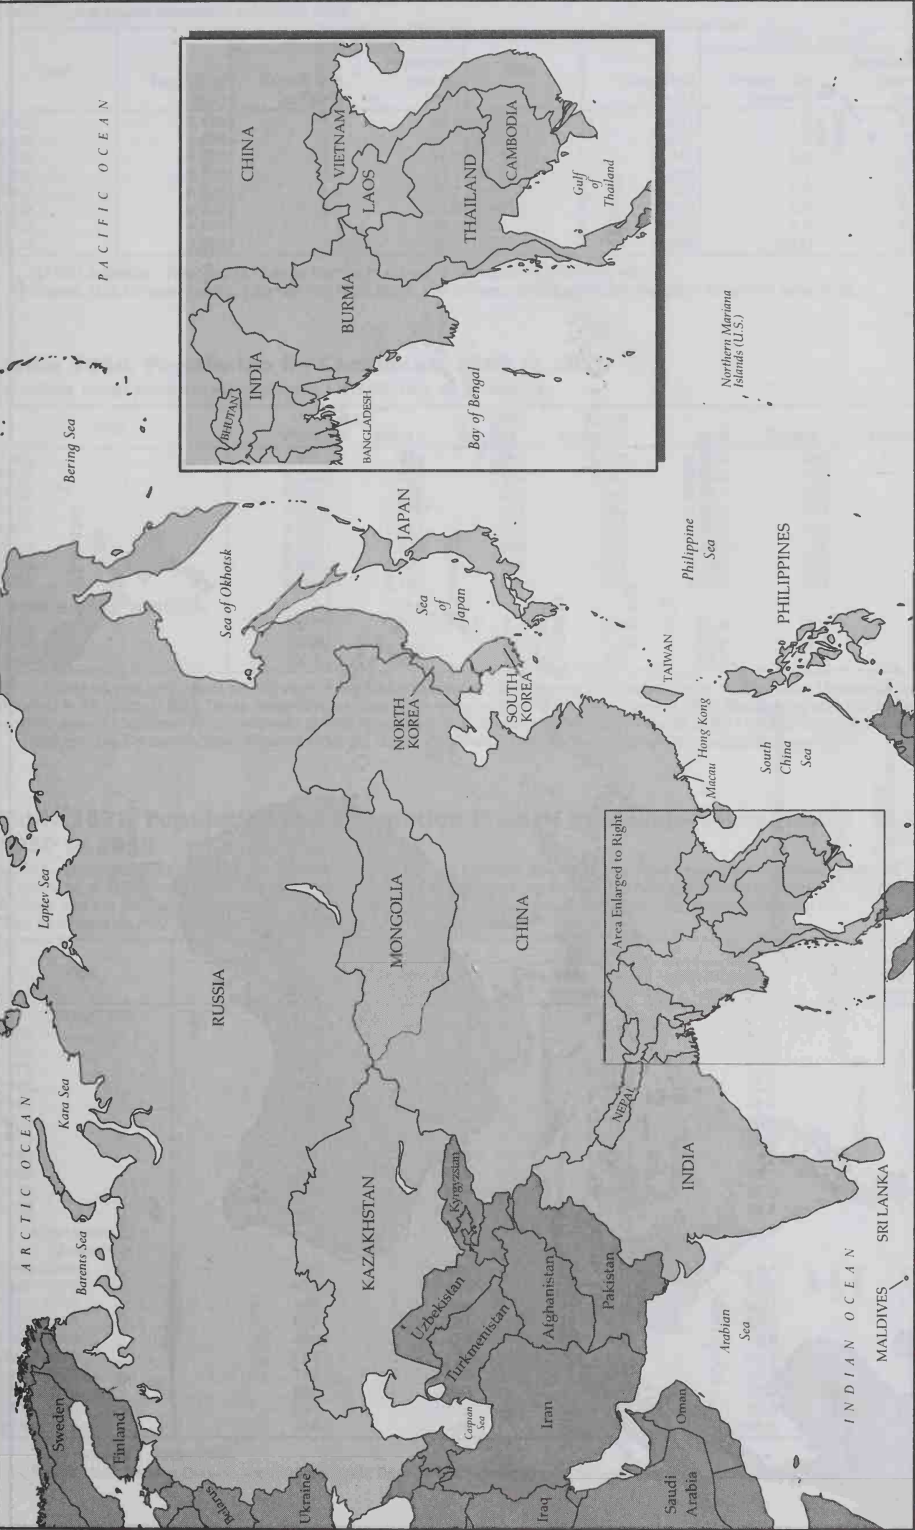 PACIFIC OCEAN
CHINA
VIETNAM
LAOS
THAILAND
CAMBODIA
Gulf
of
Thailand
BURMA
INDIA
BHUTAN
BANGLADESH
Bay of Bengal
Northern Mariana
Islands (U.S.)
Bering Sea
Sea of Okhotsk
JAPAN
Sea
of
Japan
Philippine
Sea
PHILIPPINES
TAIWAN
NORTH
KOREA
SOUTH
KOREA
Hong Kong
Macau
South
China
Sea
Laptev Sea
RUSSIA
MONGOLIA
CHINA
Area Enlarged to Right
ARCTIC OCEAN
Kara Sea
Barents Sea
KAZAKHSTAN
Kyrgyzstan
NEPAL
INDIA
SRI LANKA
Uzbekistan
Turkmenistan
Afghanistan
Pakistan
Arabian
Sea
INDIAN OCEAN
MALDIVES
Sweden
Finland
Belarus
Ukraine
Caspian
Sea
Iran
Iraq
Saudi
Arabia
Oman